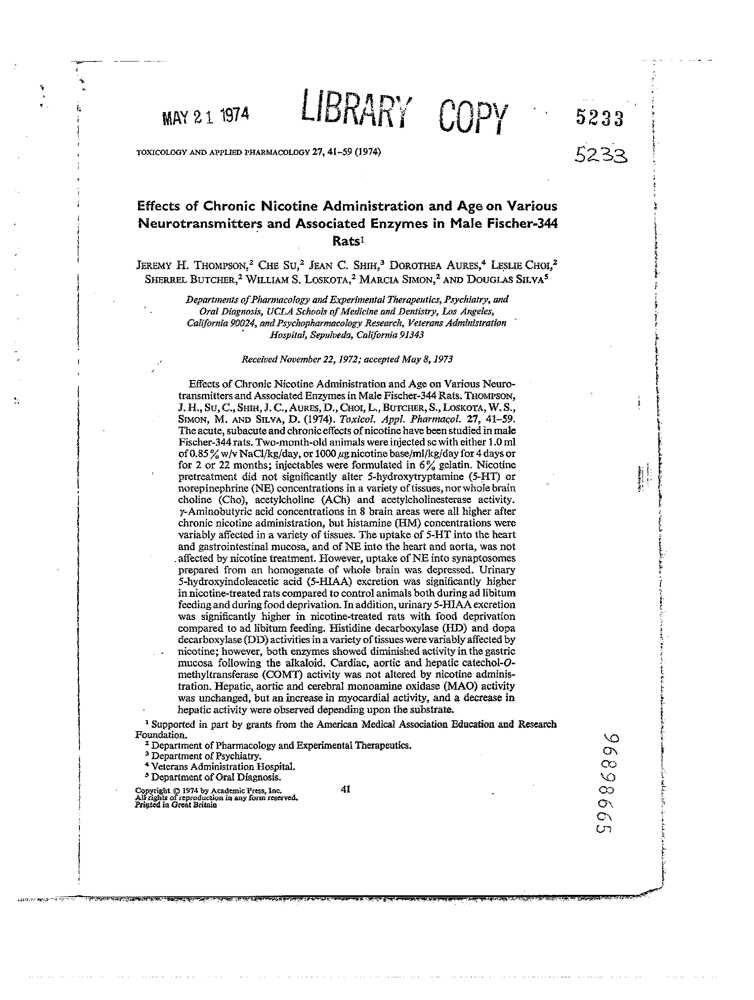 MAY 21 1974
LIBRARY COPY
5233
5233
TOXICOLOGY AND APPLIED PHARMACOLOGY 27, 41–59 (1974)
Effects of Chronic Nicotine Administration and Age on Various
Neurotransmitters and Associated Enzymes in Male Fischer-344
Rats¹
JEREMY H. THOMPSON,² CHE SU,² JEAN C. SHIH,³ DOROTHEA AURES,⁴ LESLIE CHOI,²
SHERREL BUTCHER,² WILLIAM S. LOSKOTA,² MARCIA SIMON,² AND DOUGLAS SILVA⁵
Departments of Pharmacology and Experimental Therapeutics, Psychiatry, and
Oral Diagnosis, UCLA Schools of Medicine and Dentistry, Los Angeles,
California 90024, and Psychopharmacology Research, Veterans Administration
Hospital, Sepulveda, California 91343
Received November 22, 1972; accepted May 8, 1973
Effects of Chronic Nicotine Administration and Age on Various Neuro-
transmitters and Associated Enzymes in Male Fischer-344 Rats. THOMPSON,
J. H., SU, C., SHIH, J. C., AURES, D., CHOI, L., BUTCHER, S., LOSKOTA, W. S.,
SIMON, M. AND SILVA, D. (1974). Toxicol. Appl. Pharmacol. 27, 41–59.
The acute, subacute and chronic effects of nicotine have been studied in male
Fischer-344 rats. Two-month-old animals were injected sc with either 1.0 ml
of 0.85% w/v NaCl/kg/day, or 1000 μg nicotine base/ml/kg/day for 4 days or
for 2 or 22 months; injectables were formulated in 6% gelatin. Nicotine
pretreatment did not significantly alter 5-hydroxytryptamine (5-HT) or
norepinephrine (NE) concentrations in a variety of tissues, nor whole brain
choline (Cho), acetylcholine (ACh) and acetylcholinesterase activity.
γ-Aminobutyric acid concentrations in 8 brain areas were all higher after
chronic nicotine administration, but histamine (HM) concentrations were
variably affected in a variety of tissues. The uptake of 5-HT into the heart
and gastrointestinal mucosa, and of NE into the heart and aorta, was not
affected by nicotine treatment. However, uptake of NE into synaptosomes
prepared from an homogenate of whole brain was depressed. Urinary
5-hydroxyindoleacetic acid (5-HIAA) excretion was significantly higher
in nicotine-treated rats compared to control animals both during ad libitum
feeding and during food deprivation. In addition, urinary 5-HIAA excretion
was significantly higher in nicotine-treated rats with food deprivation
compared to ad libitum feeding. Histidine decarboxylase (HD) and dopa
decarboxylase (DD) activities in a variety of tissues were variably affected by
nicotine; however, both enzymes showed diminished activity in the gastric
mucosa following the alkaloid. Cardiac, aortic and hepatic catechol-O-
methyltransferase (COMT) activity was not altered by nicotine adminis-
tration. Hepatic, aortic and cerebral monoamine oxidase (MAO) activity
was unchanged, but an increase in myocardial activity, and a decrease in
hepatic activity were observed depending upon the substrate.
¹ Supported in part by grants from the American Medical Association Education and Research
Foundation.
² Department of Pharmacology and Experimental Therapeutics.
³ Department of Psychiatry.
⁴ Veterans Administration Hospital.
⁵ Department of Oral Diagnosis.
Copyright © 1974 by Academic Press, Inc.
All rights of reproduction in any form reserved.
Printed in Great Britain
41
96898665